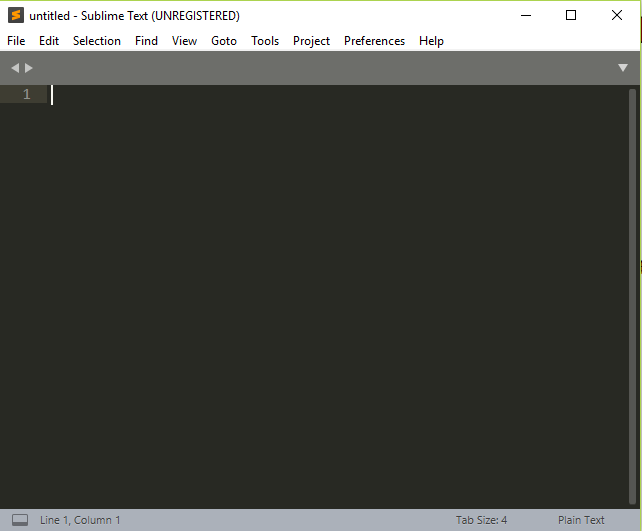 untitled - Sublime Text (UNREGISTERED)
File Edit Selection Find View Goto Tools Project Preferences Help
1
Line 1, Column 1 Tab Size: 4 Plain Text